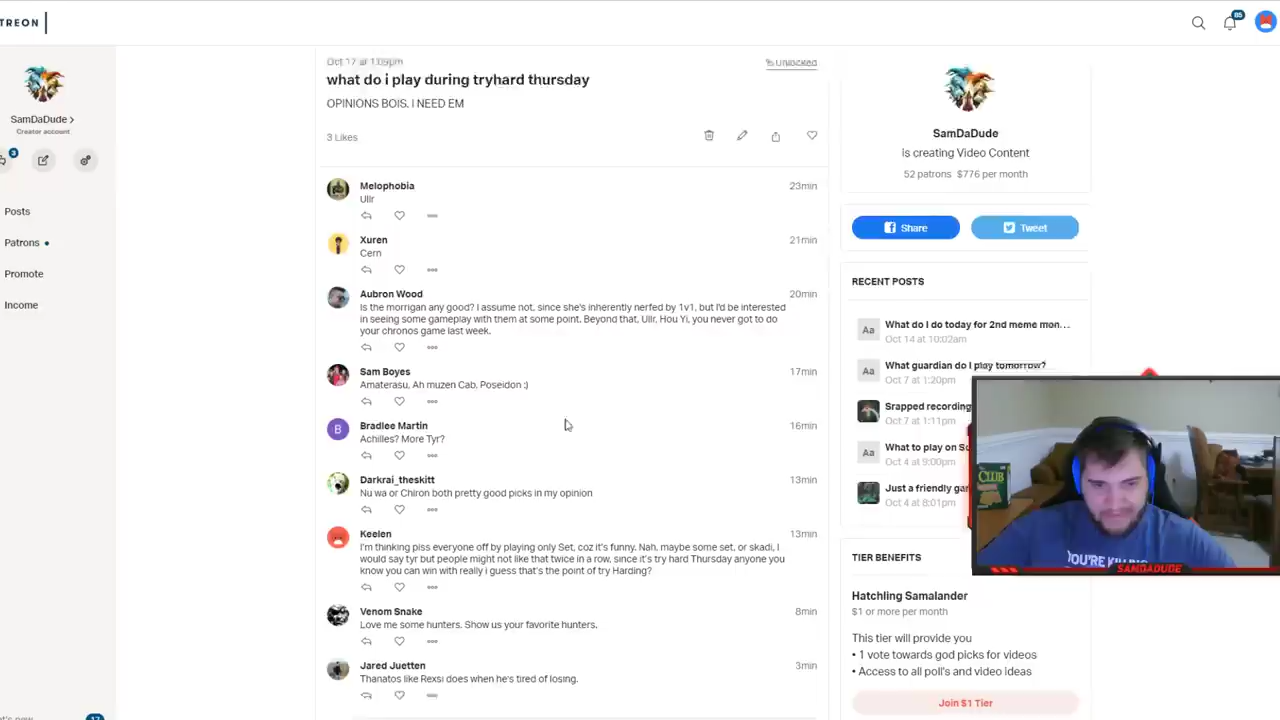 TREON
85
SamDaDude >
Creator account
3
Posts
Patrons
Promote
Income
17
Oct 17 at 1:09pm
Unlocked
what do i play during tryhard thursday
OPINIONS BOIS. I NEED EM
3 Likes
Melophobia
23min
Ullr
Xuren
21min
Cern
Aubron Wood
20min
Is the morrigan any good? I assume not, since she's inherently nerfed by 1v1, but I'd be interested
in seeing some gameplay with them at some point. Beyond that, Ullr, Hou Yi, you never got to do
your chronos game last week.
Sam Boyes
17min
Amaterasu, Ah muzen Cab, Poseidon :)
B
Bradlee Martin
16min
Achilles? More Tyr?
Darkrai_theskitt
13min
Nu wa or Chiron both pretty good picks in my opinion
Keelen
13min
I'm thinking piss everyone off by playing only Set, coz it's funny. Nah. maybe some set, or skadi, I
would say tyr but people might not like that twice in a row, since it's try hard Thursday anyone you
know you can win with really i guess that's the point of try Harding?
Venom Snake
8min
Love me some hunters. Show us your favorite hunters.
Jared Juetten
3min
Thanatos like Rexsi does when he's tired of losing.
SamDaDude
is creating Video Content
52 patrons $776 per month
Share
Tweet
RECENT POSTS
Aa
What do I do today for 2nd meme mon...
Oct 14 at 10:02am
Aa
What guardian do I play tomorrow?
Oct 7 at 1:20pm
Srapped recording
Oct 7 at 1:11pm
Aa
What to play on
Oct 4 at 9:00pm
Just a friendly
Oct 4 at 8:01pm
CLUB
YOU'RE
SAMDADUDE
TIER BENEFITS
Hatchling Samalander
$1 or more per month
This tier will provide you
• 1 vote towards god picks for videos
• Access to all poll's and video ideas
Join $1 Tier